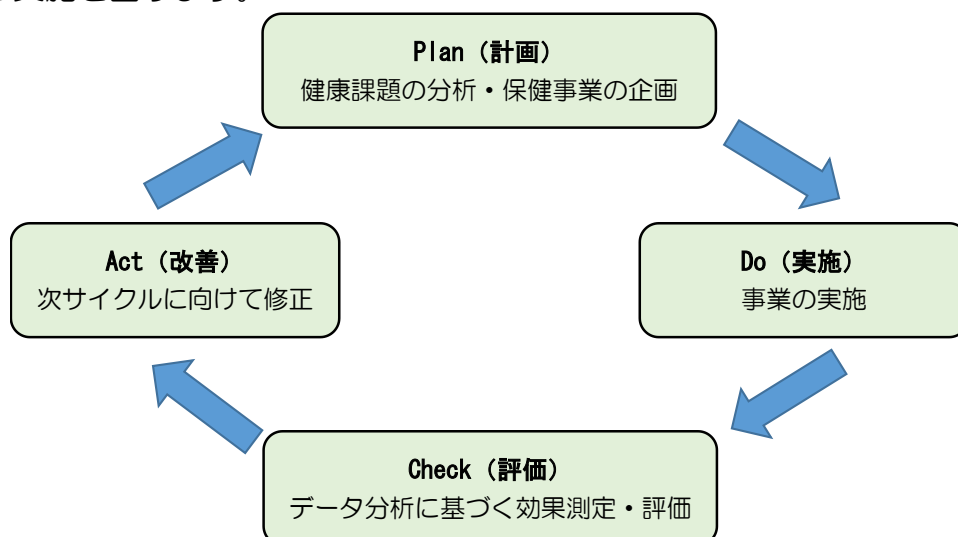 Plan（計画）
健康課題の分析・保健事業の企画
Act（改善）
次サイクルに向けて修正
Do（実施）
事業の実施
Check（評価）
データ分析に基づく効果測定・評価